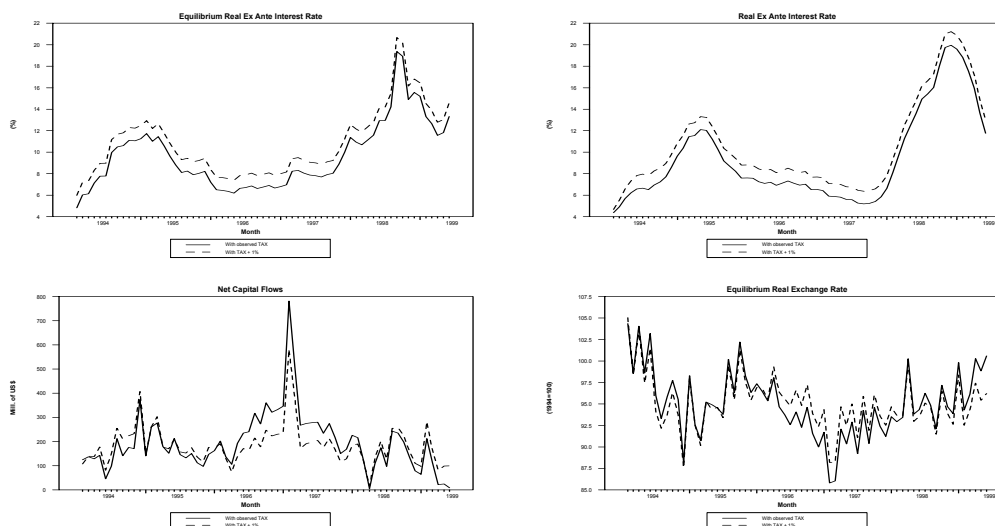 Equilibrium Real Ex Ante Interest Rate
22
20
18
16
14
12
10
8
6
4
(%)
1994 1995 1996 1997 1998 1999
Month
With observed TAX
With TAX + 1%
Real Ex Ante Interest Rate
22
20
18
16
14
12
10
8
6
4
(%)
1994 1995 1996 1997 1998 1999
Month
With observed TAX
With TAX + 1%
Net Capital Flows
800
700
600
500
400
300
200
100
0
Mill. of US$
1994 1995 1996 1997 1998 1999
Month
With observed TAX
With TAX + 1%
Equilibrium Real Exchange Rate
107.5
105.0
102.5
100.0
97.5
95.0
92.5
90.0
87.5
85.0
(1994=100)
1994 1995 1996 1997 1998 1999
Month
With observed TAX
With TAX + 1%